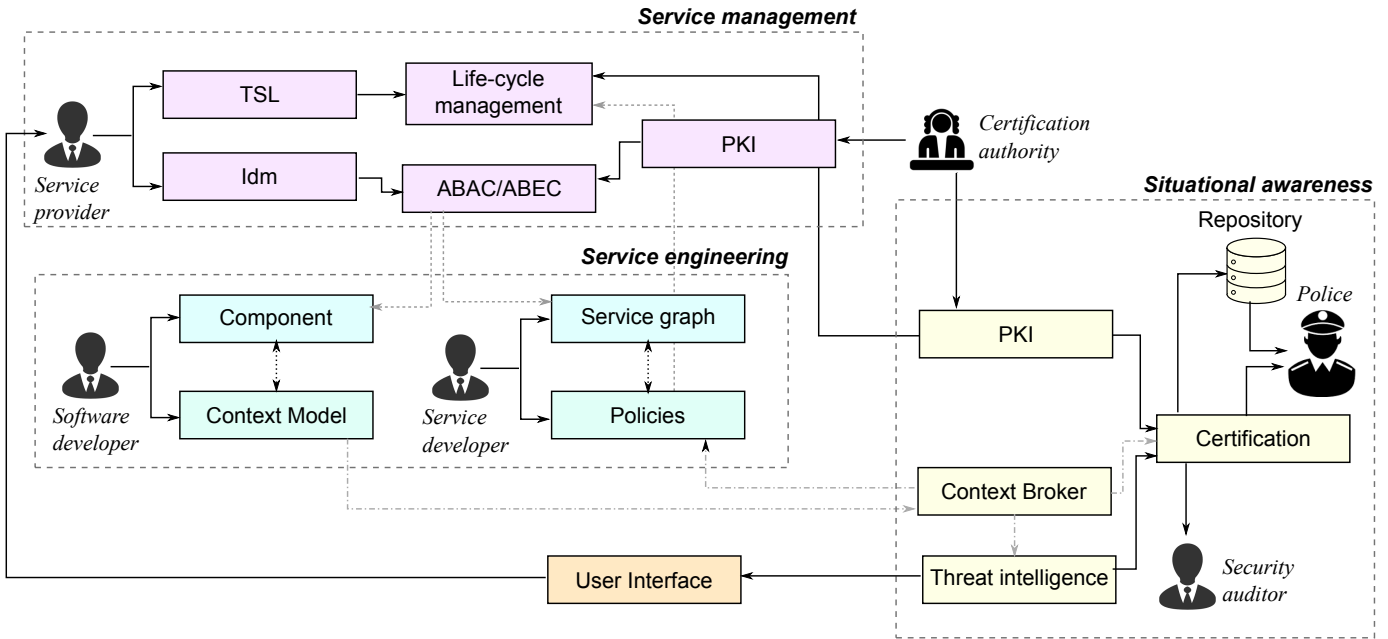 Service management
TSL
Life-cycle
management
PKI
Certification
authority
Service
provider
Idm
ABAC/ABEC
Situational awareness
Repository
Police
Service engineering
Component
Service graph
PKI
Software
developer
Context Model
Service
developer
Policies
Certification
Context Broker
User Interface
Threat intelligence
Security
auditor